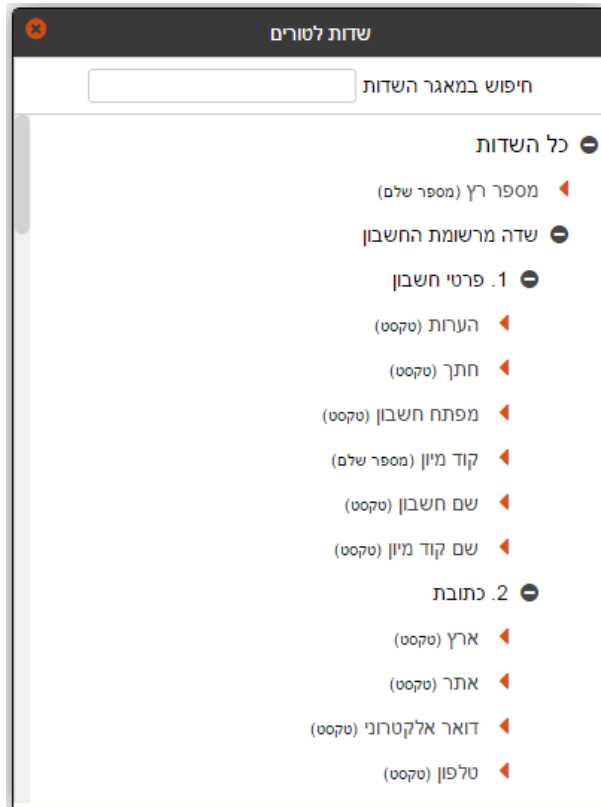 שדות לטורים
חיפוש במאגר השדות
כל השדות
מספר רץ (מספר שלם)
שדה מרשומת החשבון
1. פרטי חשבון
הערות (טקסט)
חתך (טקסט)
מפתח חשבון (טקסט)
קוד מיון (מספר שלם)
שם חשבון (טקסט)
שם קוד מיון (טקסט)
2. כתובת
ארץ (טקסט)
אתר (טקסט)
דואר אלקטרוני (טקסט)
טלפון (טקסט)